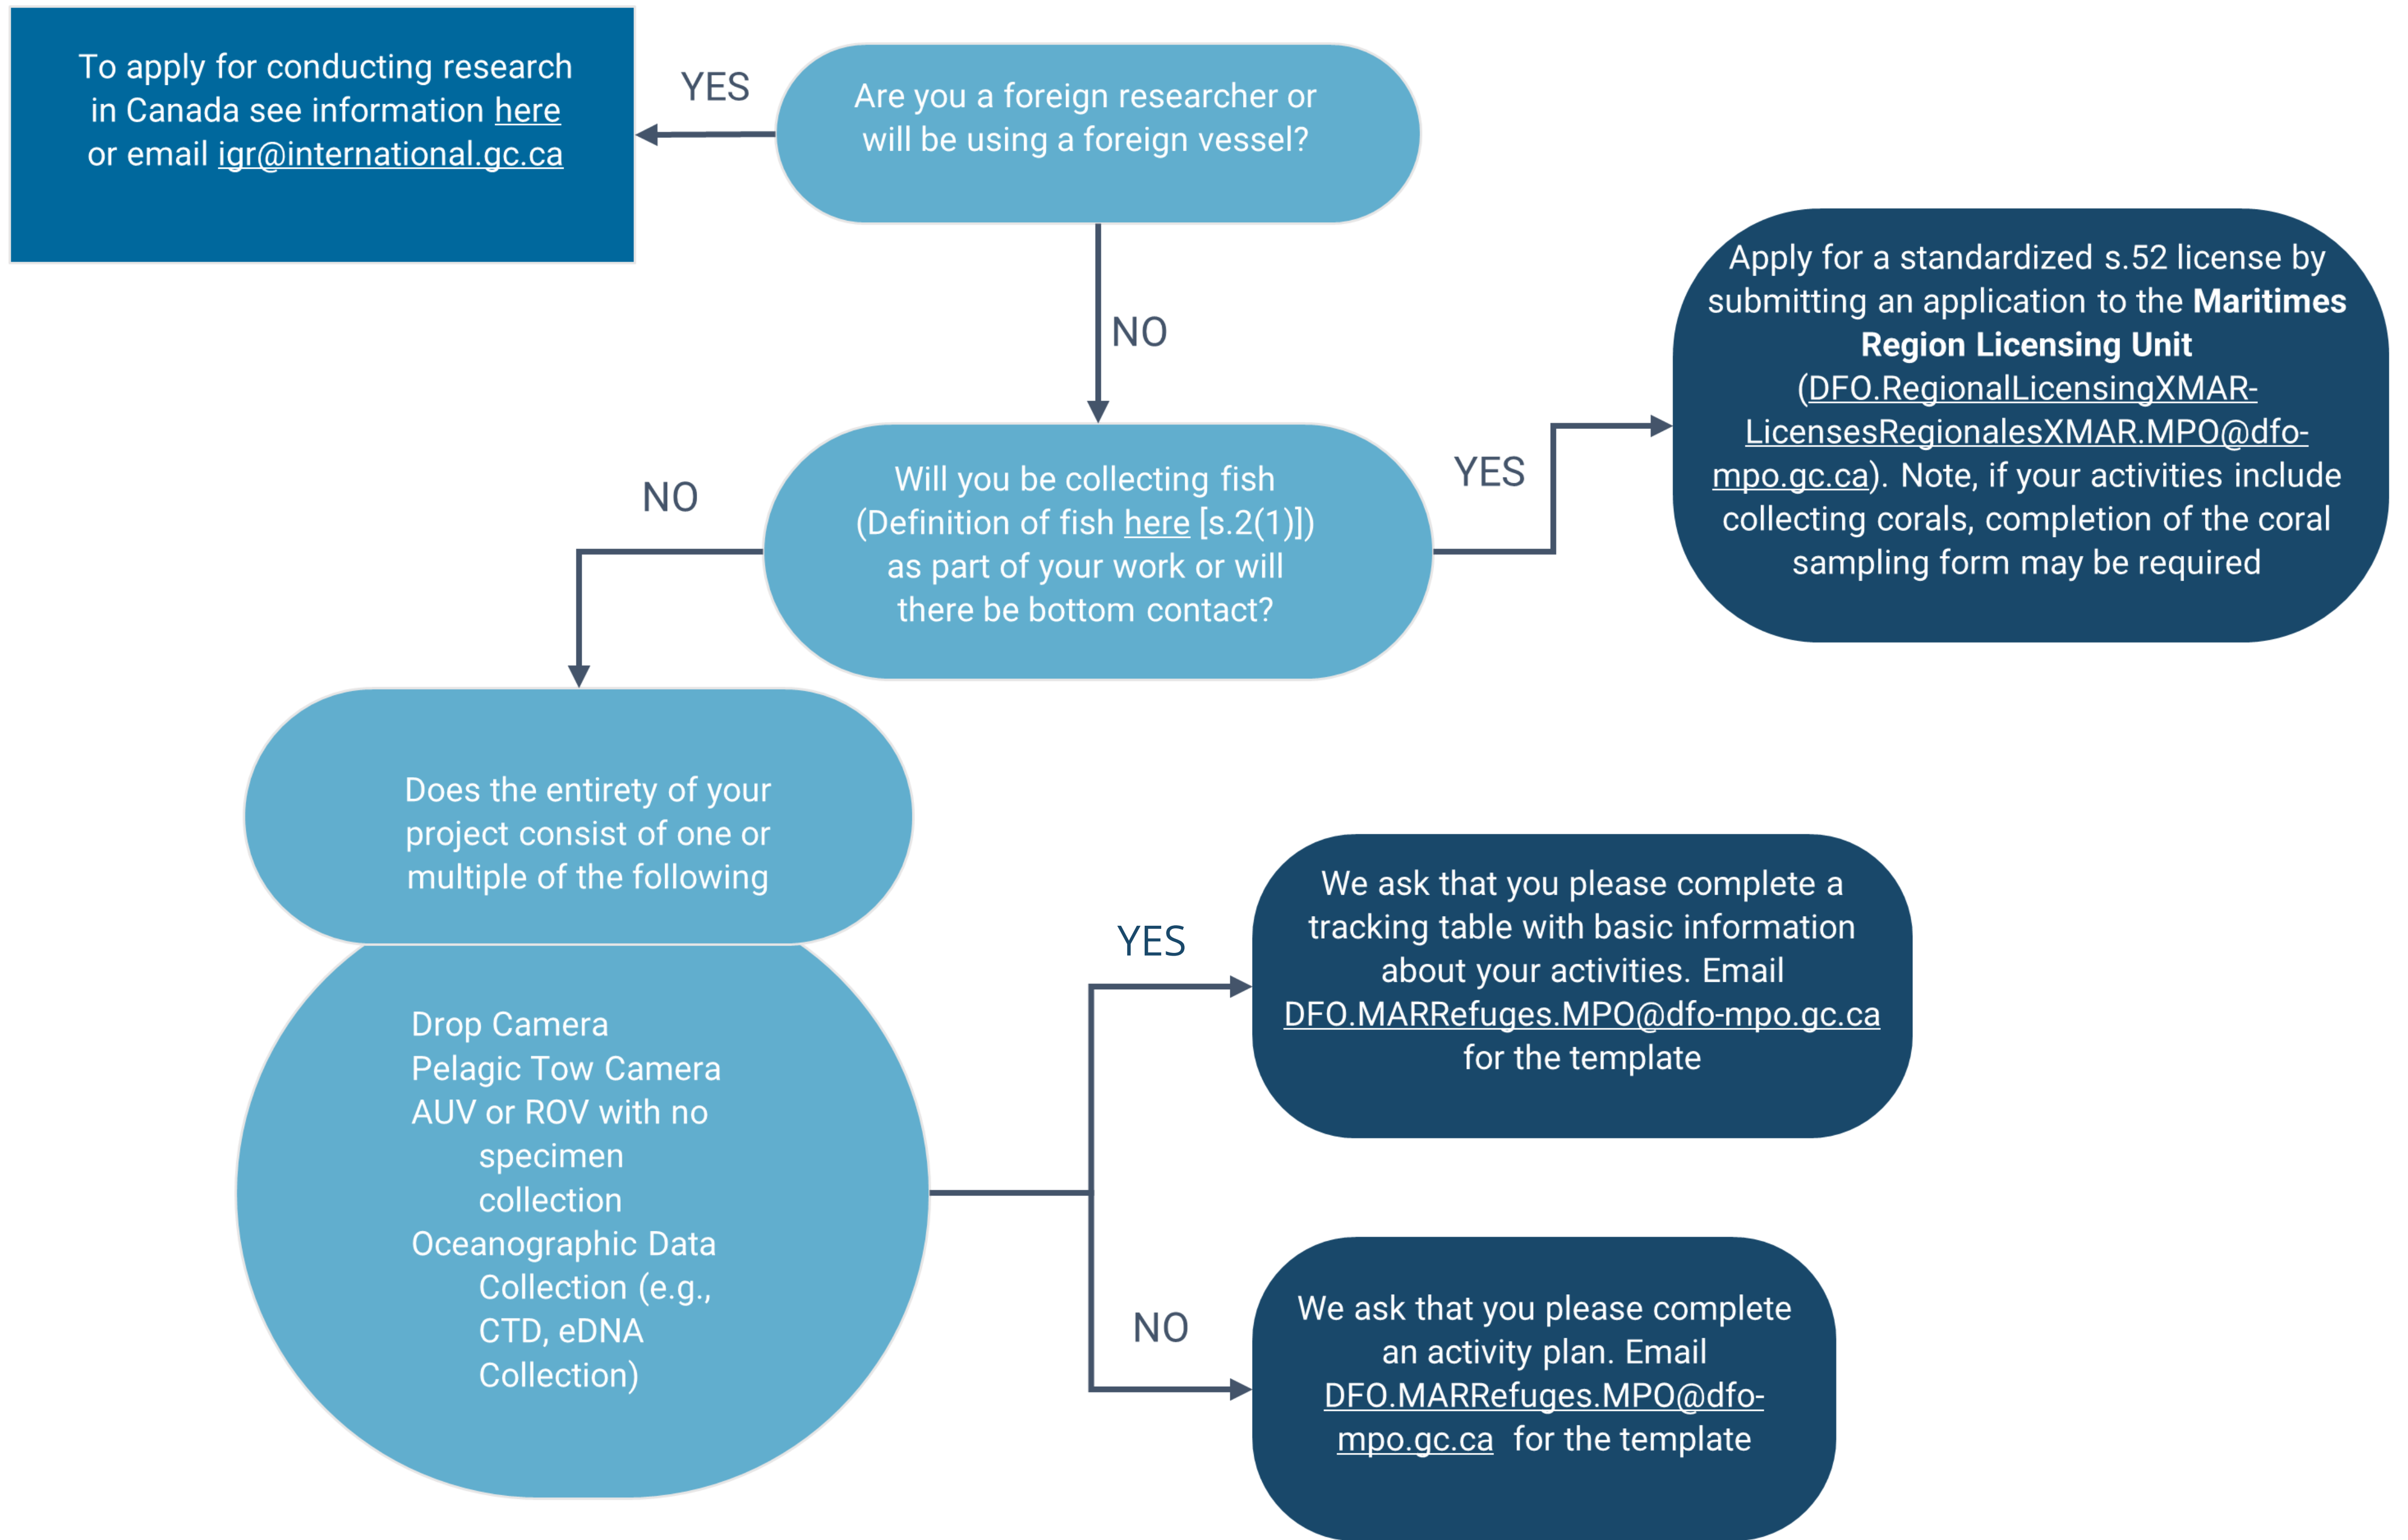 To apply for conducting research
in Canada see information here
or email igr@international.gc.ca
YES
Are you a foreign researcher or
will be using a foreign vessel?
NO
Will you be collecting fish
(Definition of fish here [s.2(1)])
as part of your work or will
there be bottom contact?
YES
Apply for a standardized s.52 license by
submitting an application to the Maritimes
Region Licensing Unit
(DFO.RegionalLicensingXMAR-
LicensesRegionalesXMAR.MPO@dfo-
mpo.gc.ca). Note, if your activities include
collecting corals, completion of the coral
sampling form may be required
NO
Does the entirety of your
project consist of one or
multiple of the following
Drop Camera
Pelagic Tow Camera
AUV or ROV with no
specimen
collection
Oceanographic Data
Collection (e.g.,
CTD, eDNA
Collection)
YES
We ask that you please complete a
tracking table with basic information
about your activities. Email
DFO.MARRefuges.MPO@dfo-mpo.gc.ca
for the template
NO
We ask that you please complete
an activity plan. Email
DFO.MARRefuges.MPO@dfo-
mpo.gc.ca for the template